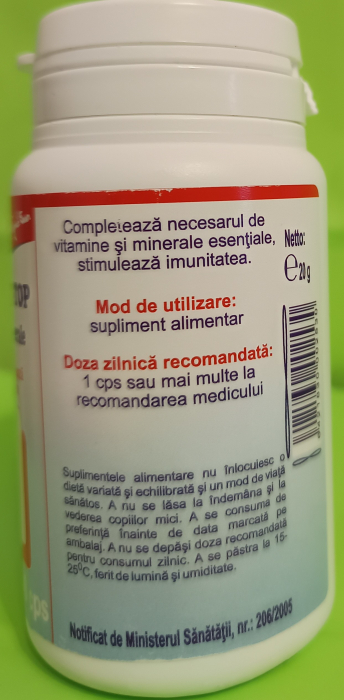 Completează necesarul de
vitamine şi minerale esenţiale,
stimulează imunitatea.
Netto:
℮ 20 g
Mod de utilizare:
supliment alimentar
Doza zilnică recomandată:
1 cps sau mai multe la
recomandarea medicului
Suplimentele alimentare nu înlocuiesc o
dietă variată şi echilibrată şi un mod de viaţă
sănătos. A nu se lăsa la îndemâna şi la
vederea copiilor mici. A se consuma de
preferinţă înainte de data marcată pe
ambalaj. A nu se depăşi doza recomandată
pentru consumul zilnic. A se păstra la 15-
25⁰C, ferit de lumină şi umiditate.
Notificat de Ministerul Sănătăţii, nr.: 206/2005